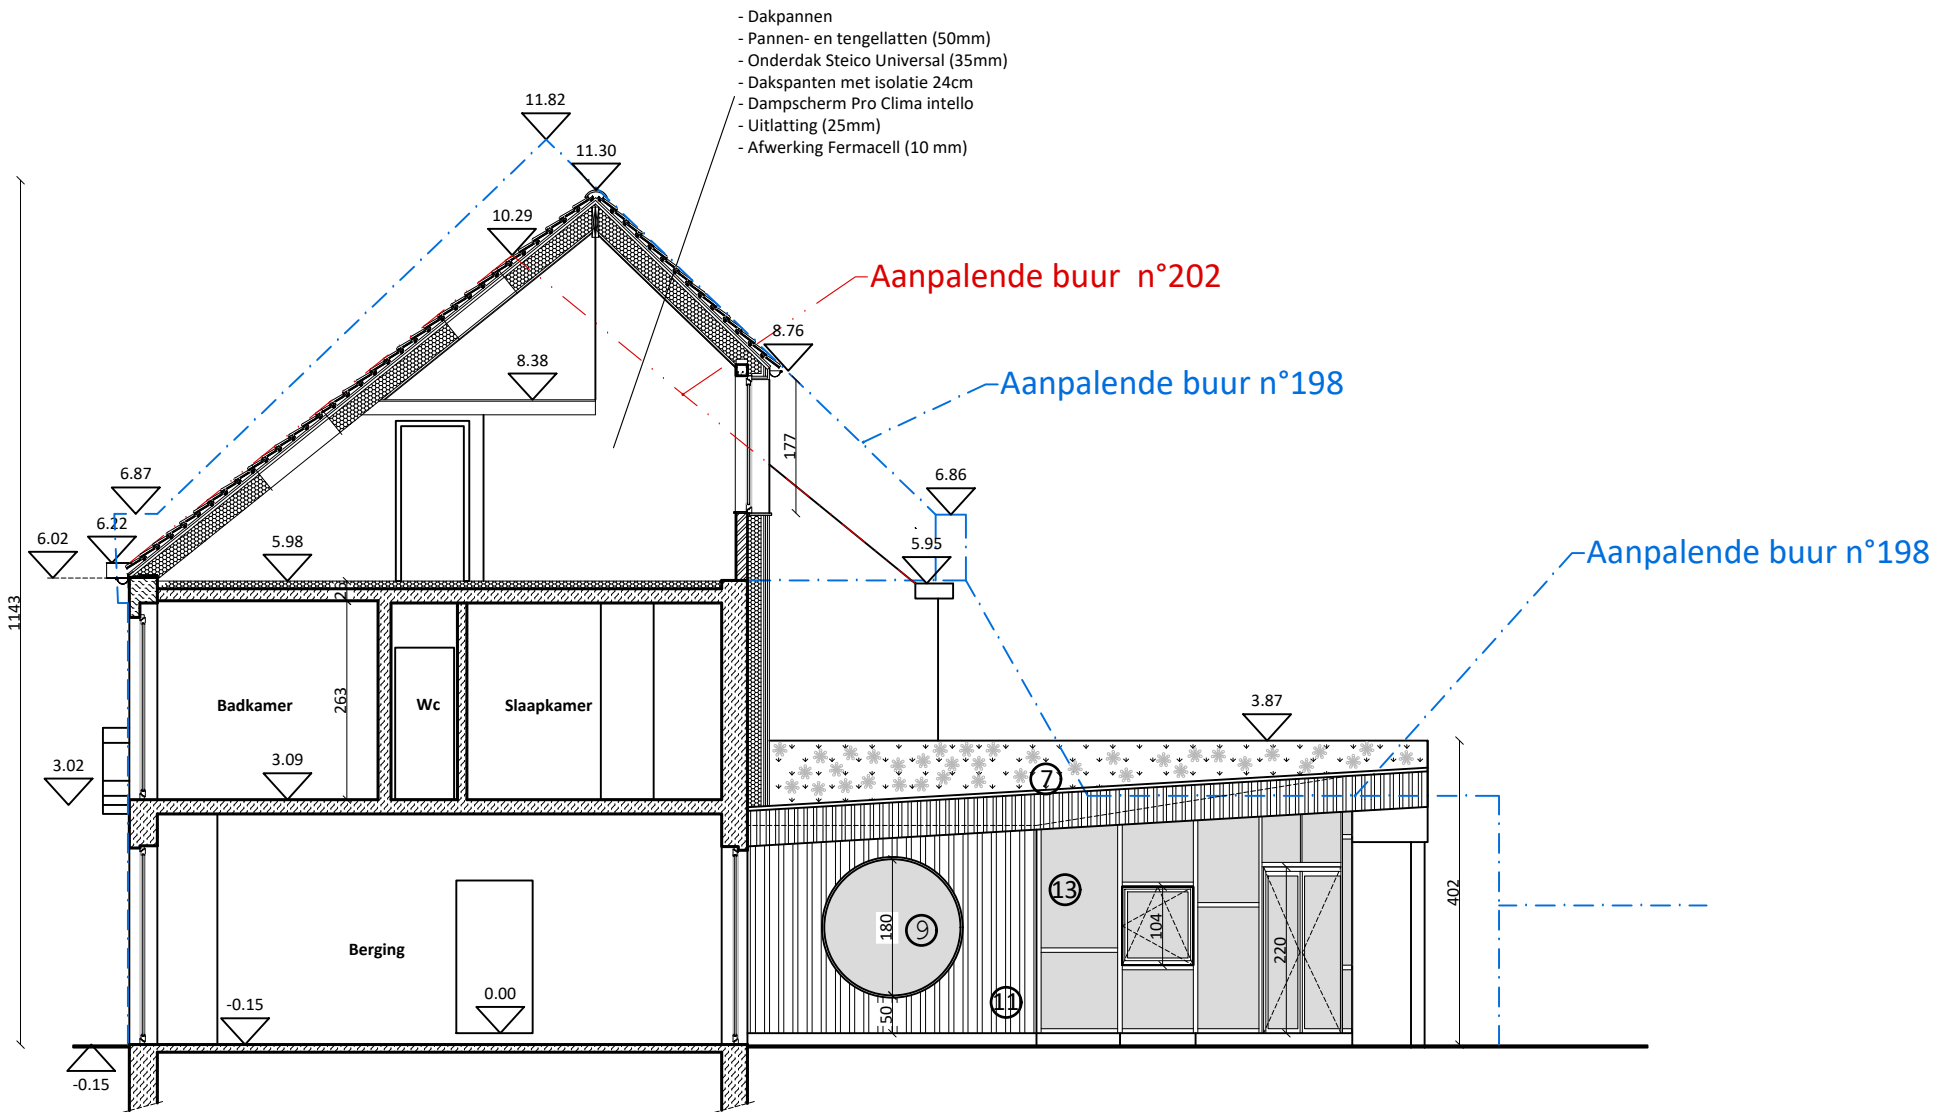 - Dakpannen
- Pannen- en tengellatten (50mm)
- Onderdak Steico Universal (35mm)
- Dakspanten met isolatie 24cm
- Dampscherm Pro Clima intello
- Uitlatting (25mm)
- Afwerking Fermacell (10 mm)
11.82
11.30
10.29
Aanpalende buur n°202
8.76
8.38
Aanpalende buur n°198
177
6.87
6.86
6.22
6.02
5.98
5.95
Aanpalende buur n°198
1143
263
Badkamer
Wc
Slaapkamer
3.87
3.02
3.09
7
402
13
180
9
104
220
Berging
-0.15
0.00
11
50
-0.15